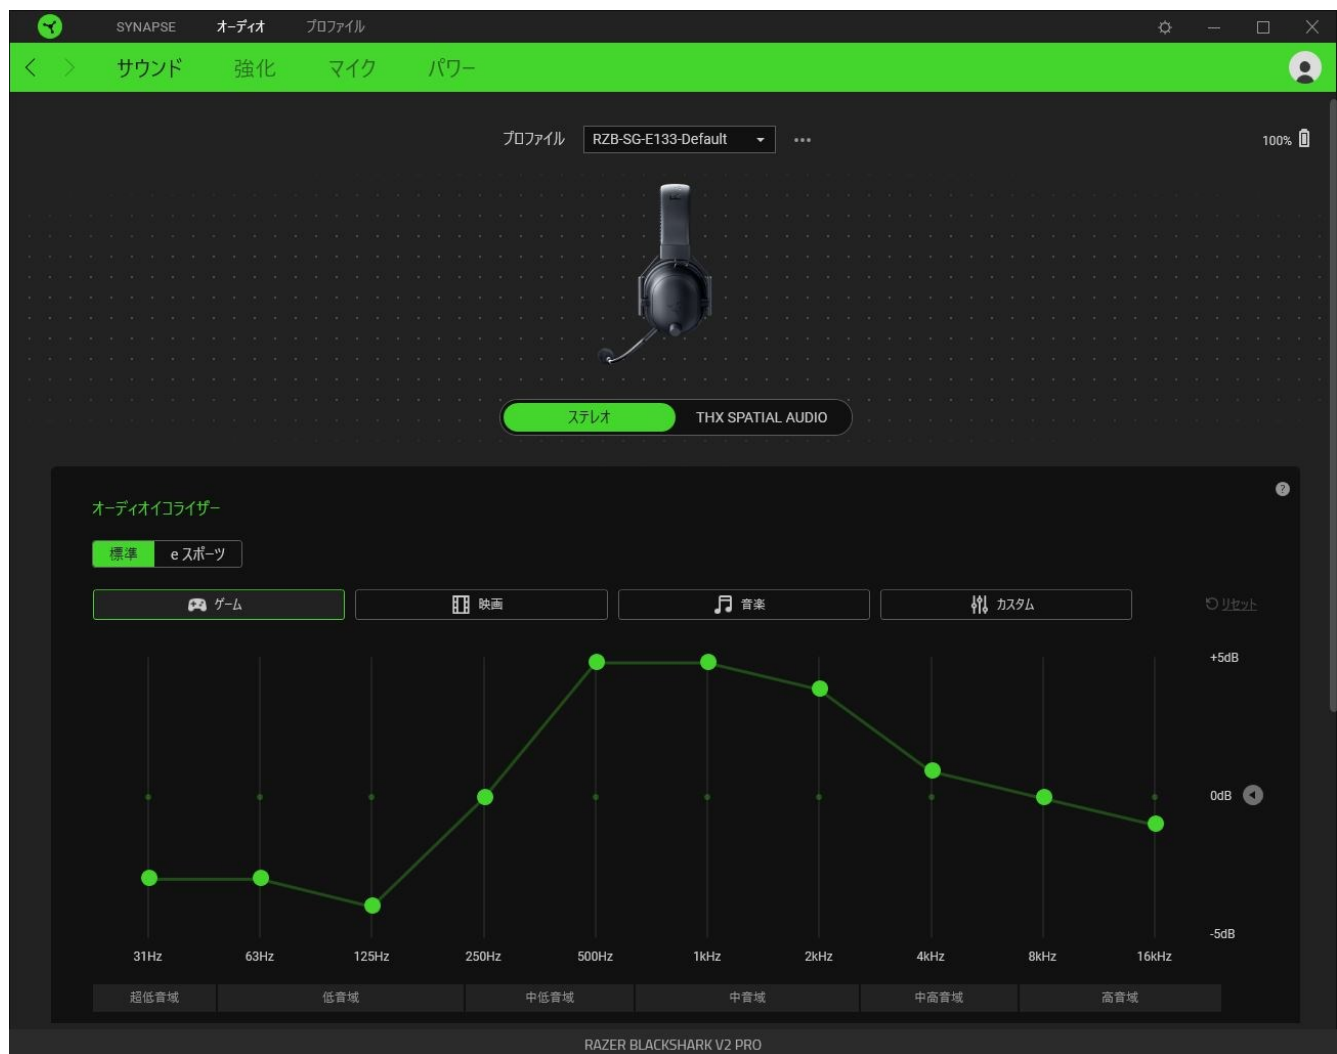 SYNAPSE オーディオ プロファイル
サウンド 強化 マイク パワー
プロファイル RZB-SG-E133-Default ••• 100%
ステレオ THX SPATIAL AUDIO
オーディオイコライザー ?
標準 e スポーツ
ゲーム 映画 音楽 カスタム リセット
+5dB
0dB
-5dB
31Hz 63Hz 125Hz 250Hz 500Hz 1kHz 2kHz 4kHz 8kHz 16kHz
超低音域 低音域 中低音域 中音域 中高音域 高音域
RAZER BLACKSHARK V2 PRO